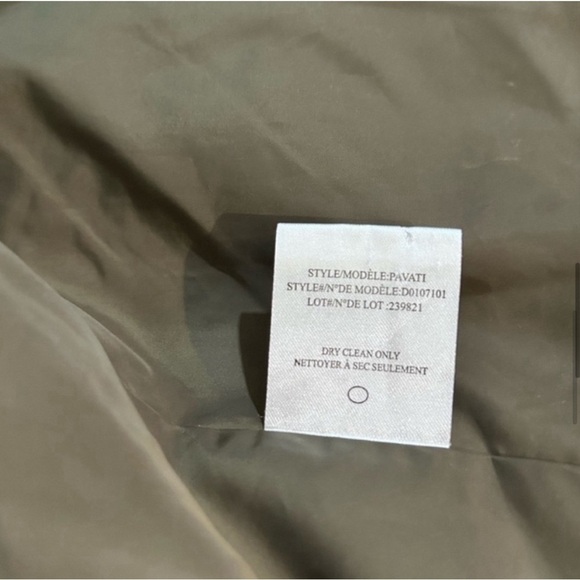 STYLE/MODÈLE:PAVATI
STYLE#/N°DE MODÈLE:D0107101
LOT#/N°DE LOT :239821
DRY CLEAN ONLY
NETTOYER À SEC SEULEMENT